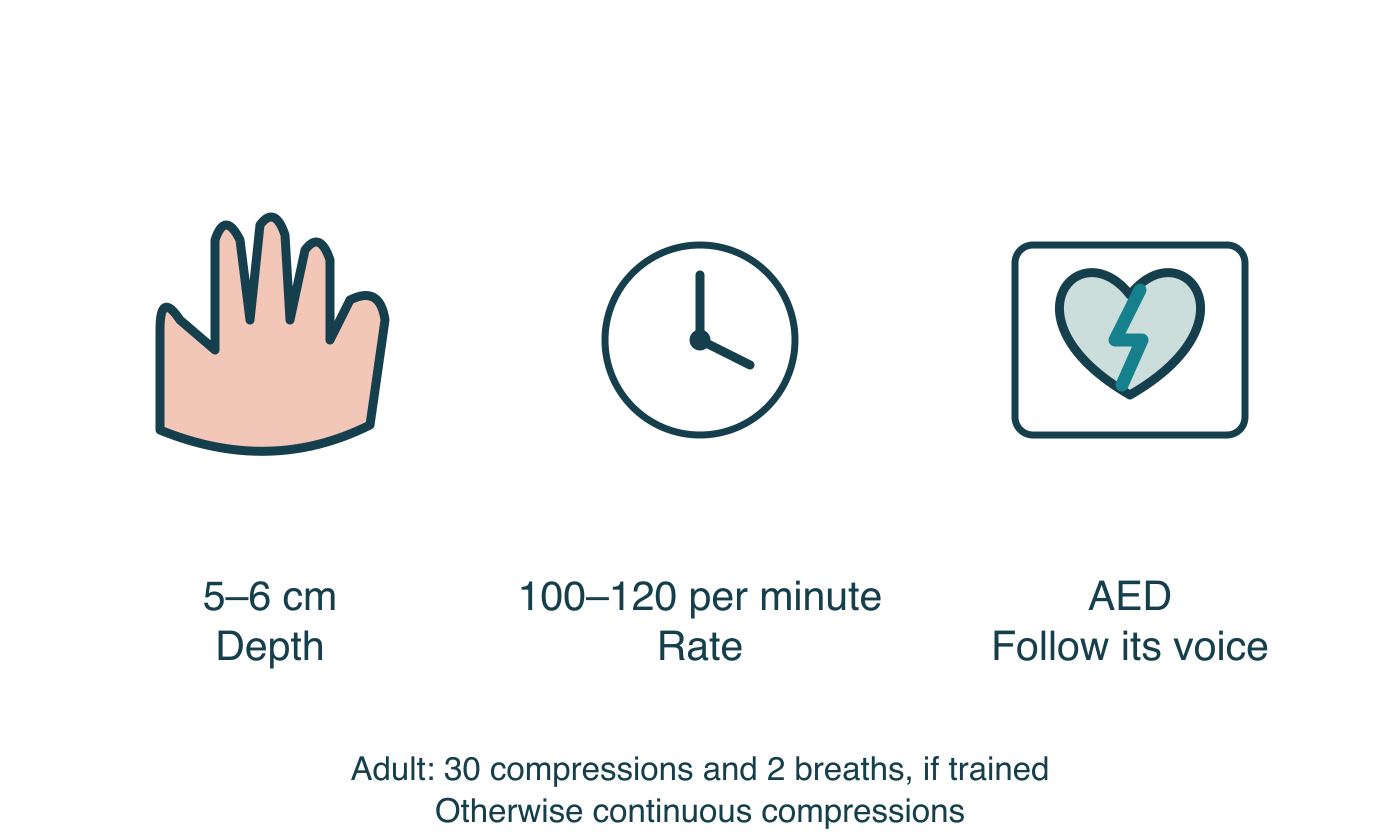 5–6 cm
Depth
100–120 per minute
Rate
AED
Follow its voice
Adult: 30 compressions and 2 breaths, if trained
Otherwise continuous compressions